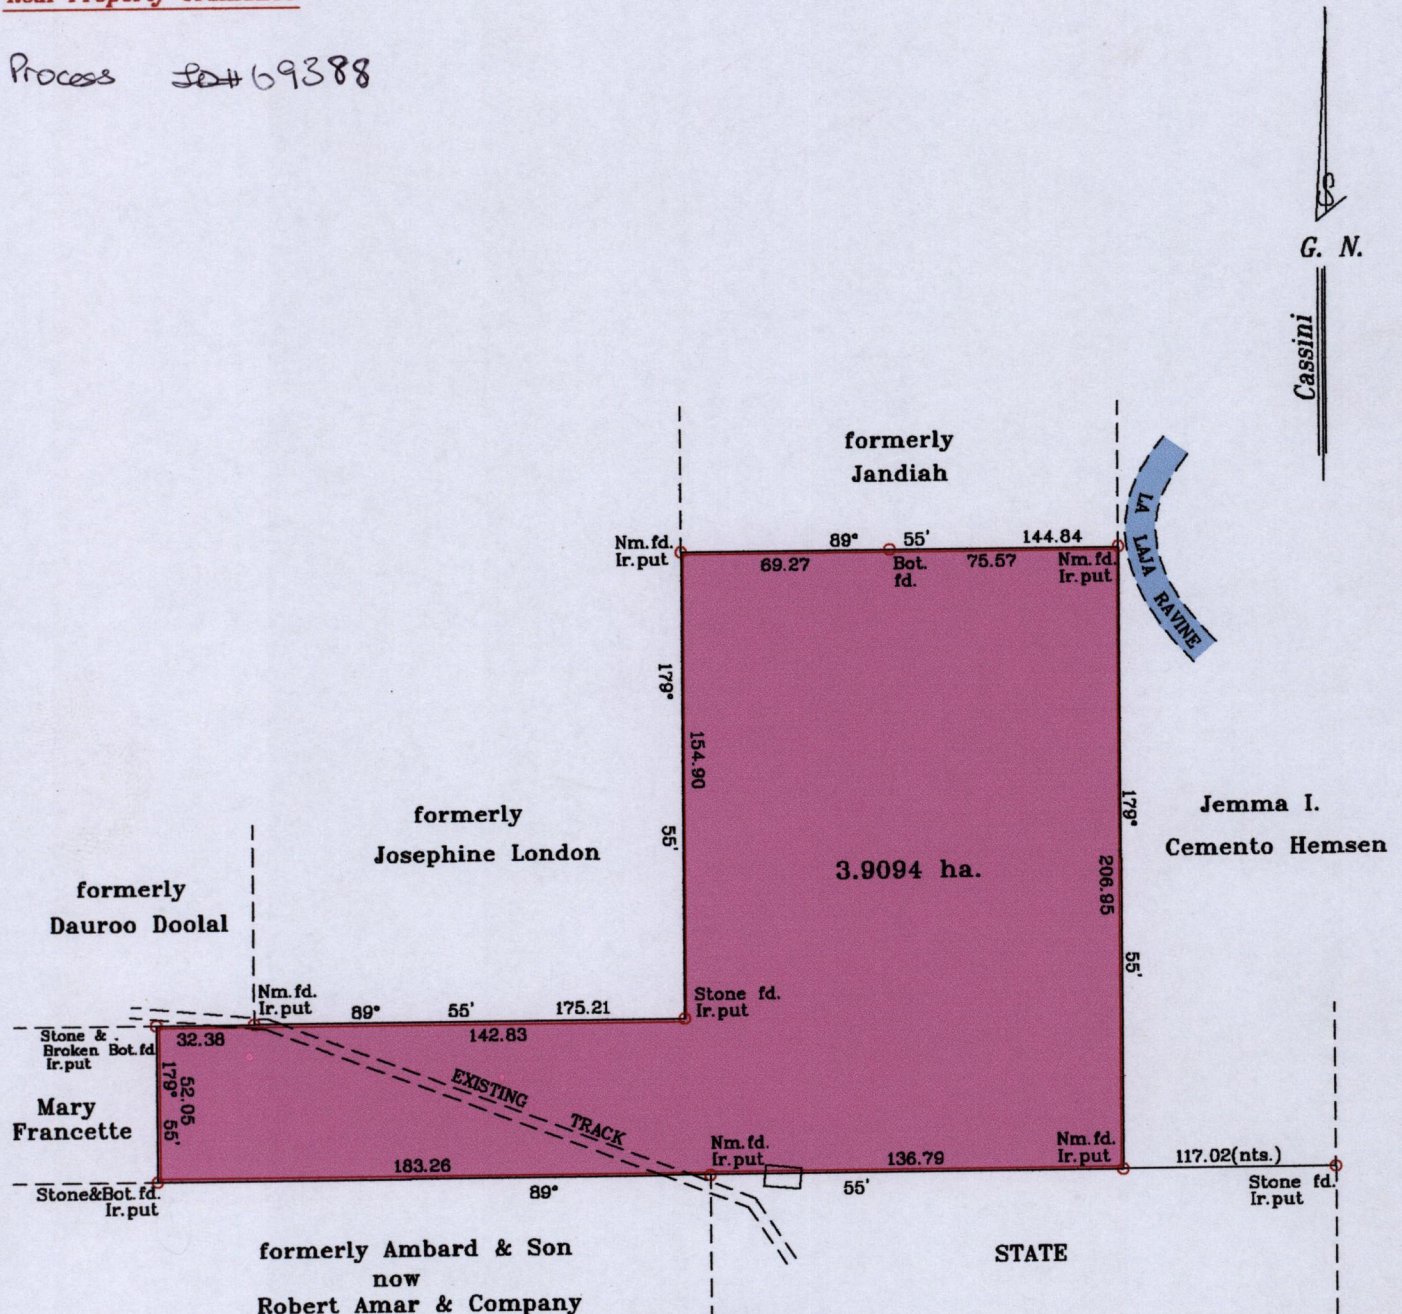 Process 69388
G. N.
Cassini
formerly
Jandiah
LA LAJA RAVINE
Nm.fd.
Ir.put
89° 55' 144.84
69.27
Bot.
fd.
75.57
Nm.fd.
Ir.put
179°
154.90
55'
179°
206.95
55'
formerly
Josephine London
3.9094 ha.
Jemma I.
Cemento Hemsen
formerly
Dauroo Doolal
Nm.fd.
Ir.put
89° 55' 175.21
Stone fd.
Ir.put
Stone & .
Broken Bot.fd
Ir.put
32.38
142.83
52.05
179° 55'
Mary
Francette
EXISTING TRACK
Stone&Bot.fd.
Ir.put
183.26
89°
Nm.fd.
Ir.put
136.79
55'
Nm.fd.
Ir.put
117.02(nts.)
Stone fd.
Ir.put
formerly Ambard & Son
now
Robert Amar & Company
STATE